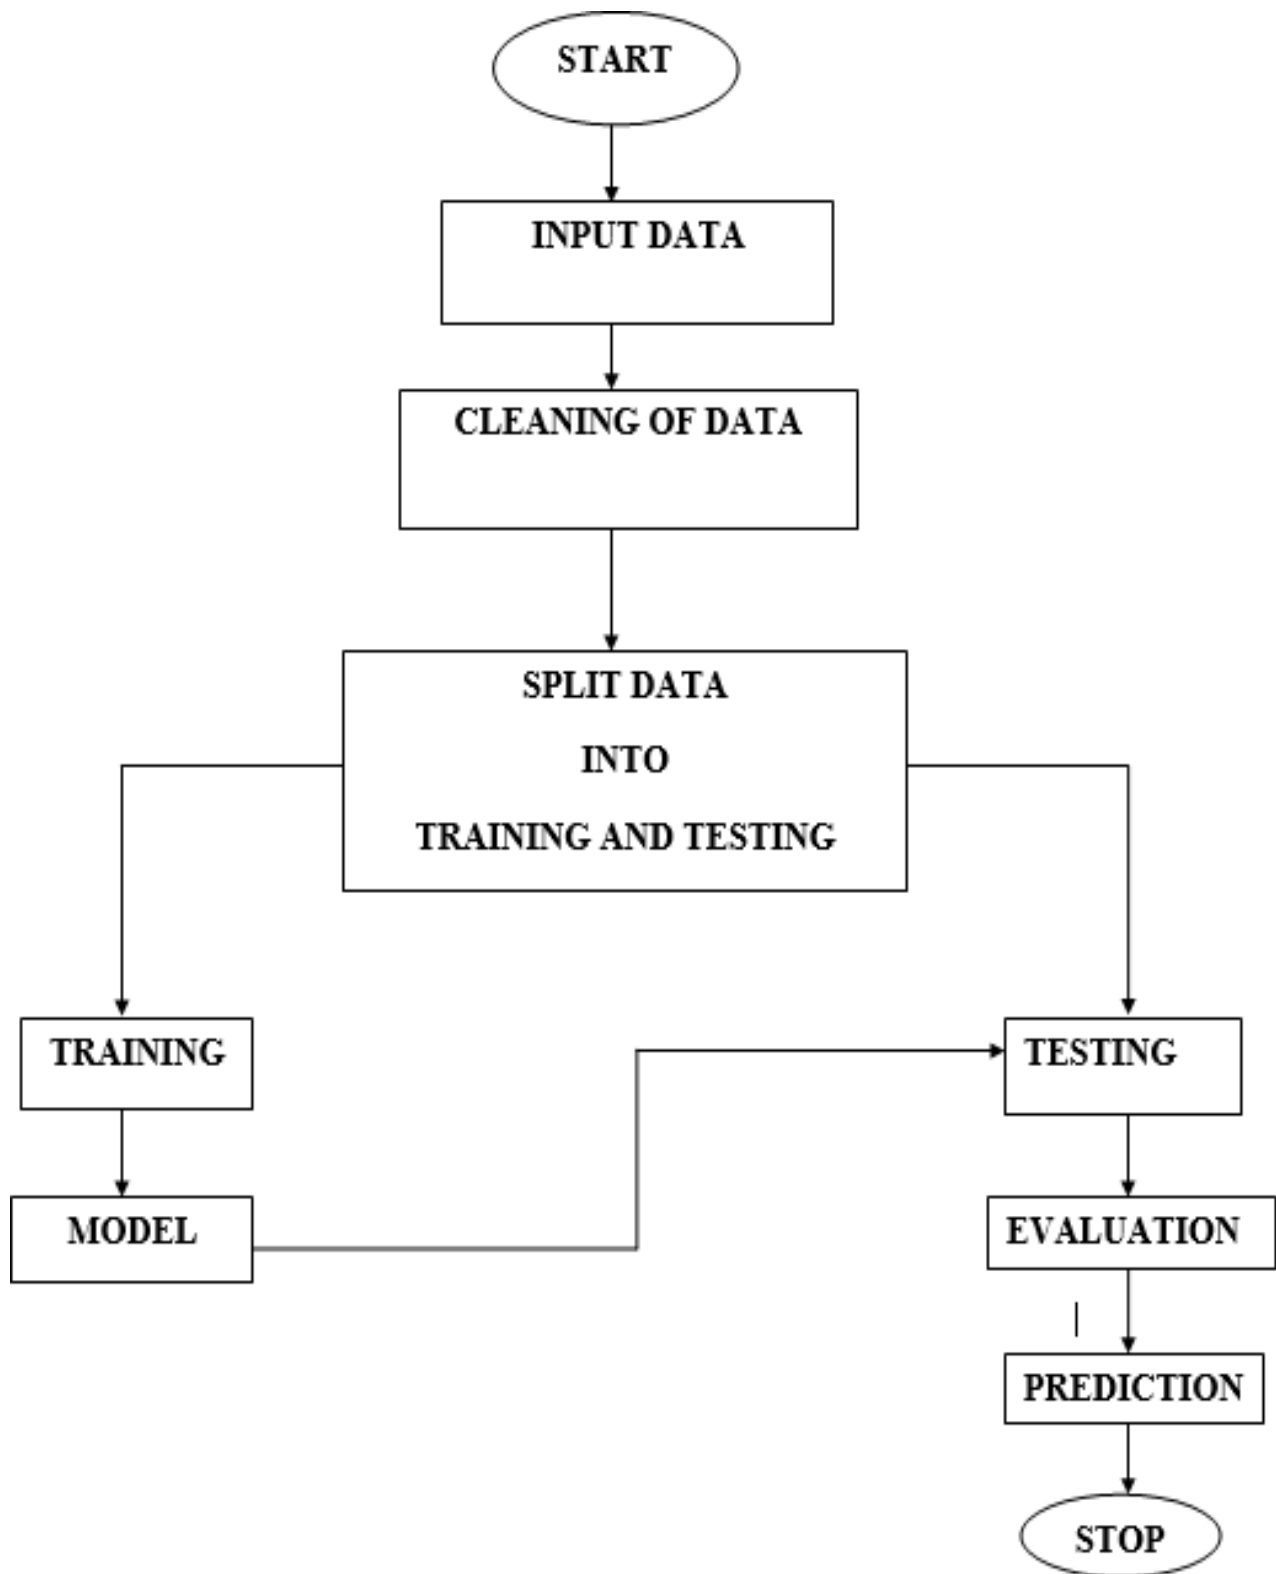 START
INPUT DATA
CLEANING OF DATA
SPLIT DATA
INTO
TRAINING AND TESTING
TRAINING
TESTING
MODEL
EVALUATION
PREDICTION
STOP